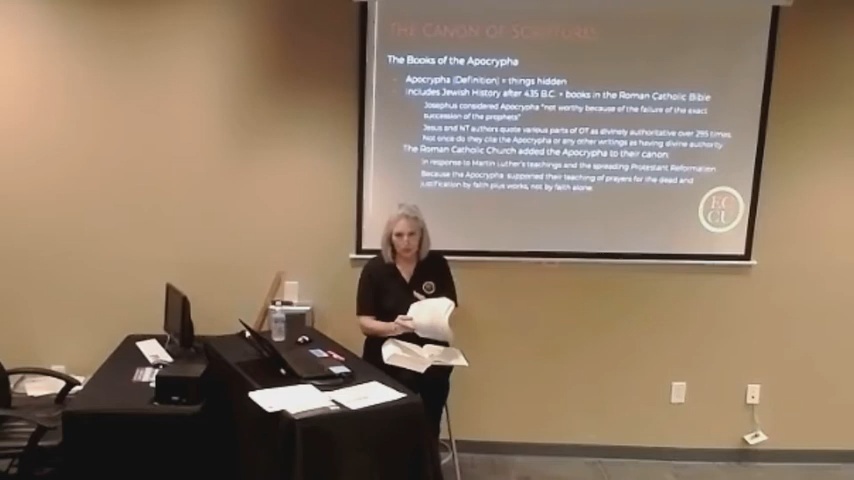 THE CANON OF SCRIPTURES
The Books of the Apocrypha
Apocrypha (Definition) = things hidden
Includes Jewish History after 435 B.C. + books in the Roman Catholic Bible
Josephus considered Apocrypha "not worthy because of the failure of the exact
succession of the prophets"
Jesus and NT authors quote various parts of OT as divinely authoritative over 295 times.
Not once do they cite the Apocrypha or any other writings as having divine authority.
The Roman Catholic Church added the Apocrypha to their canon:
In response to Martin Luther's teachings and the spreading Protestant Reformation
Because the Apocrypha supported their teaching of prayers for the dead and
justification by faith plus works, not by faith alone.
EC
CU